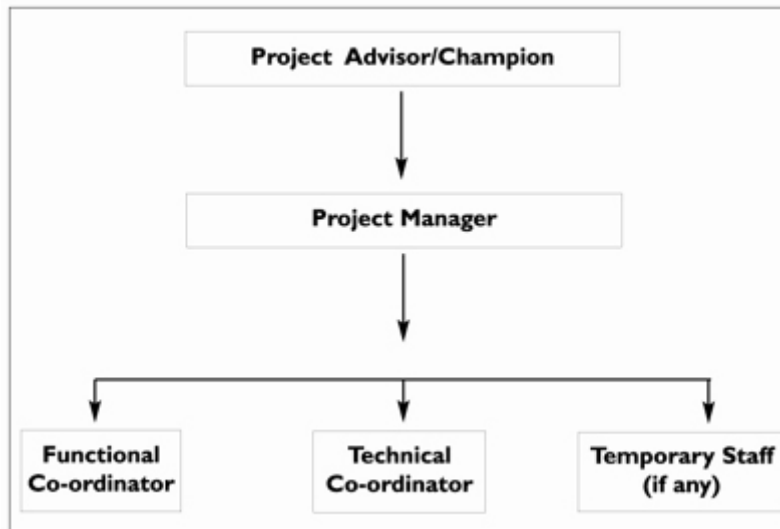 Project Advisor/Champion
Project Manager
Functional
Co-ordinator
Technical
Co-ordinator
Temporary Staff
(if any)